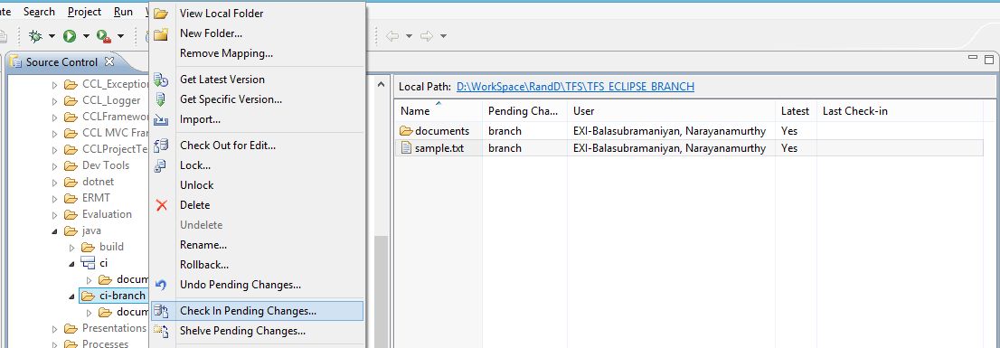 Search Project Run
Source Control
CCL_Exception
CCL_Logger
CCLFramework
CCL MVC
CCLProjectTe
Dev Tools
dotnet
ERMT
Evaluation
java
build
ci
docum
ci-branch
docum
Presentations
Processes
View Local Folder
New Folder...
Remove Mapping...
Get Latest Version
Get Specific Version...
Import...
Check Out for Edit...
Lock...
Unlock
Delete
Undelete
Rename...
Rollback...
Undo Pending Changes...
Check In Pending Changes...
Shelve Pending Changes...
Local Path: D:\WorkSpace\RandD\TFS\TFS_ECLIPSE_BRANCH
Name Pending Cha... User Latest Last Check-in
documents branch EXI-Balasubramaniyan, Narayanamurthy Yes
sample.txt branch EXI-Balasubramaniyan, Narayanamurthy Yes